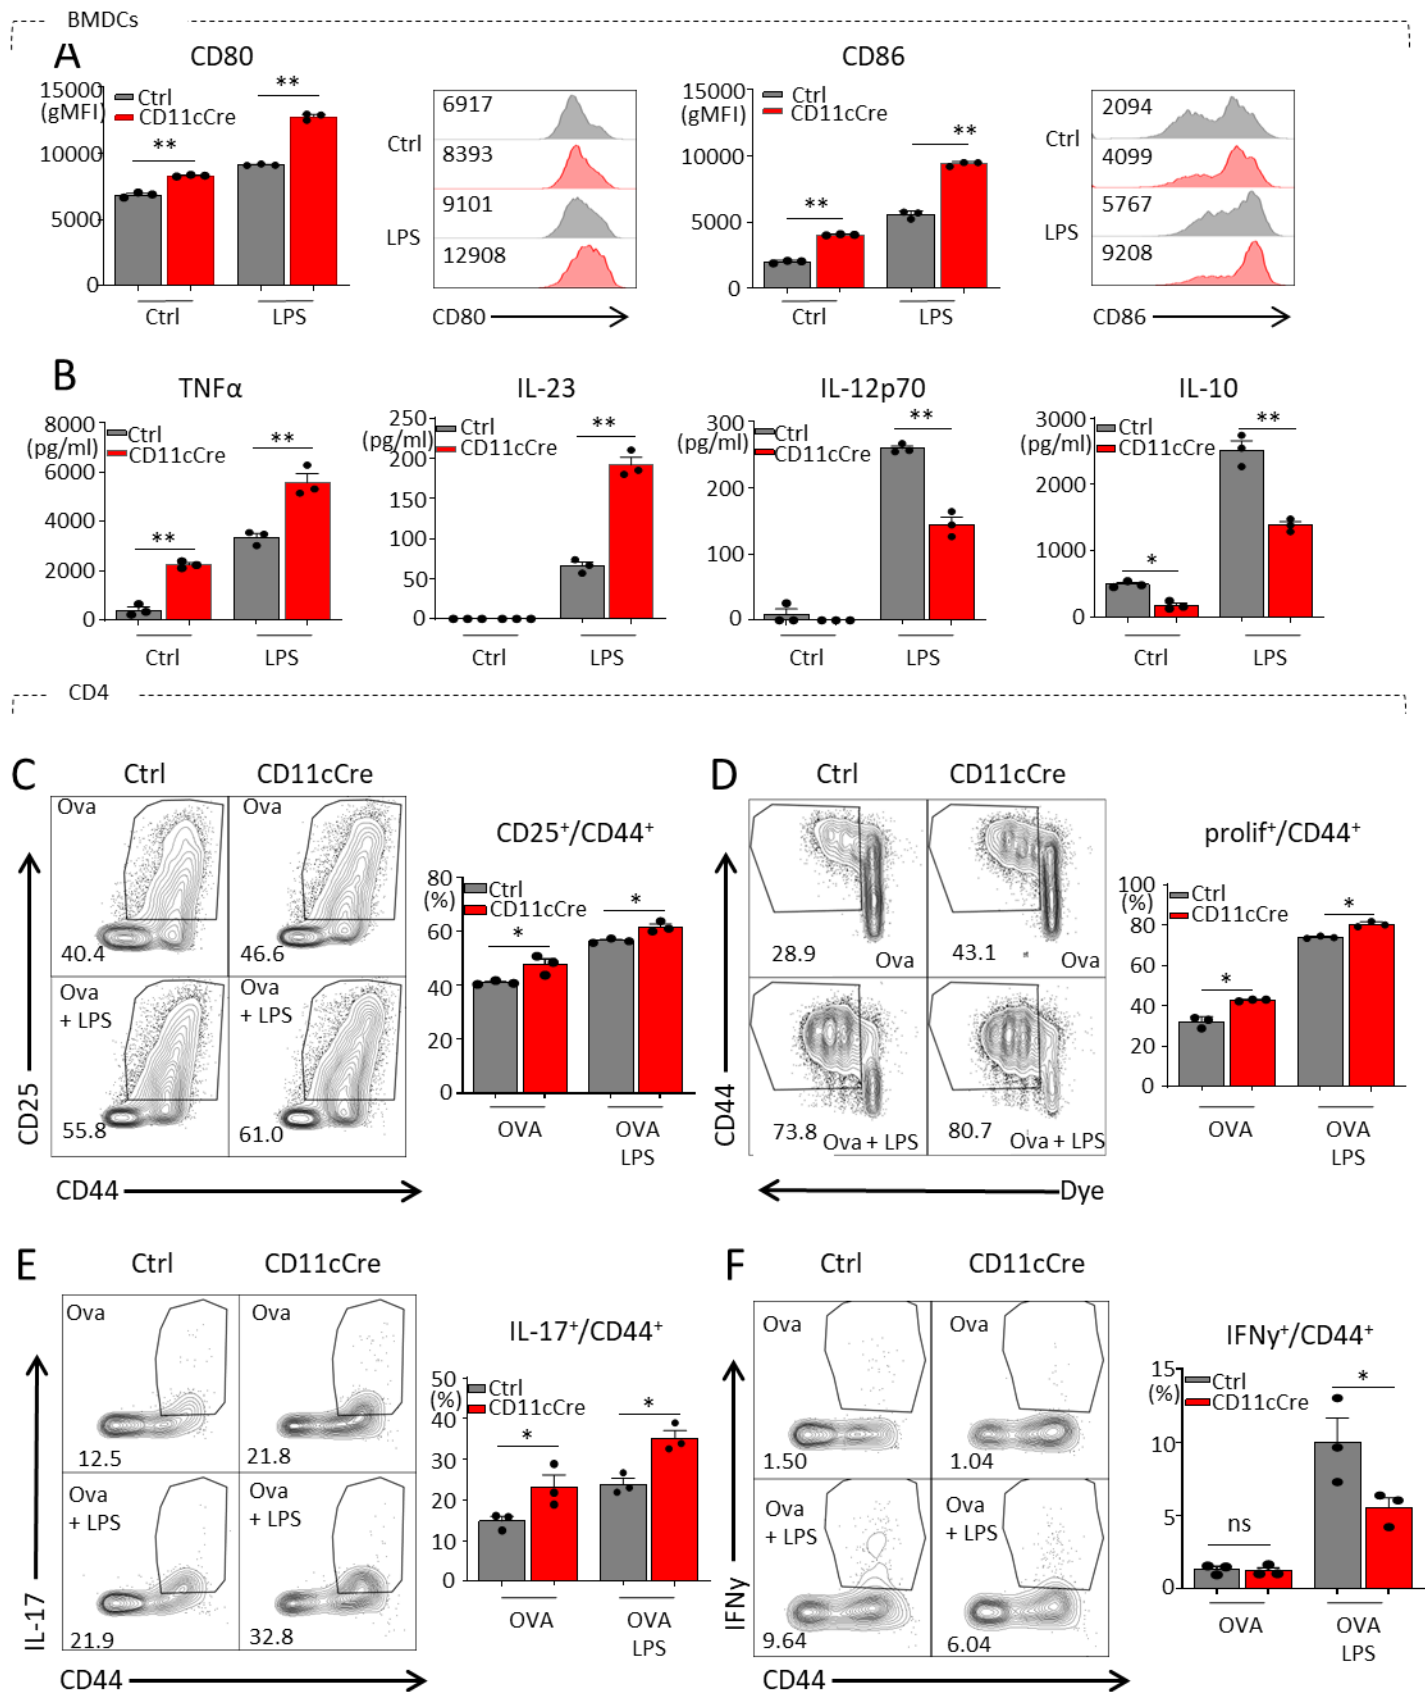 BMDCs
A
CD80
15000
(gMFI)
10000
5000
0
Ctrl
CD11cCre
**
**
Ctrl
LPS
6917
8393
9101
12908
Ctrl
LPS
CD80
CD86
15000
(gMFI)
10000
5000
0
Ctrl
CD11cCre
**
**
Ctrl
LPS
2094
4099
5767
9208
Ctrl
LPS
CD86
B
TNFα
8000
(pg/ml)
6000
4000
2000
0
Ctrl
CD11cCre
**
**
Ctrl
LPS
IL-23
250
(pg/ml)
200
150
100
50
0
Ctrl
CD11cCre
**
Ctrl
LPS
IL-12p70
300
(pg/ml)
200
100
0
Ctrl
CD11cCre
**
Ctrl
LPS
IL-10
3000
(pg/ml)
2000
1000
0
Ctrl
CD11cCre
*
**
Ctrl
LPS
CD4
C
Ctrl
CD11cCre
Ova
40.4
Ova
46.6
Ova
+ LPS
55.8
Ova
+ LPS
61.0
CD25
CD44
CD25⁺/CD44⁺
80
(%)
60
40
20
0
Ctrl
CD11cCre
*
*
OVA
OVA
LPS
D
Ctrl
CD11cCre
28.9
Ova
43.1
Ova
73.8
Ova + LPS
80.7
Ova + LPS
CD44
Dye
prolif⁺/CD44⁺
100
(%)
80
60
40
20
0
Ctrl
CD11cCre
*
*
OVA
OVA
LPS
E
Ctrl
CD11cCre
Ova
12.5
Ova
21.8
Ova
+ LPS
21.9
Ova
+ LPS
32.8
IL-17
CD44
IL-17⁺/CD44⁺
50
(%)
40
30
20
10
0
Ctrl
CD11cCre
*
*
OVA
OVA
LPS
F
Ctrl
CD11cCre
Ova
1.50
Ova
1.04
Ova
+ LPS
9.64
Ova
+ LPS
6.04
IFNy
CD44
IFNy⁺/CD44⁺
15
(%)
10
5
0
Ctrl
CD11cCre
ns
*
OVA
OVA
LPS